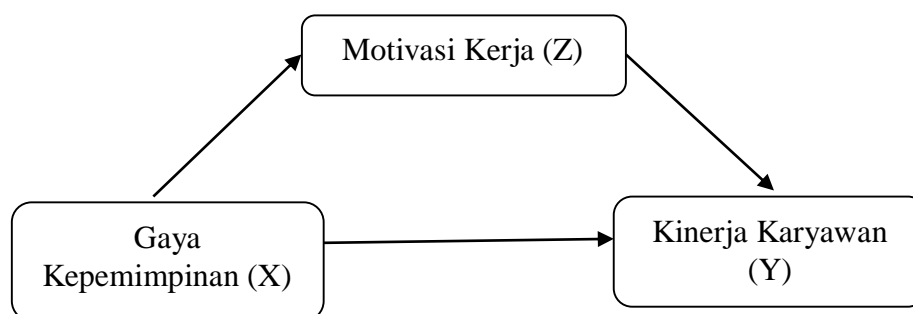 Motivasi Kerja (Z)
Gaya
Kepemimpinan (X)
Kinerja Karyawan
(Y)